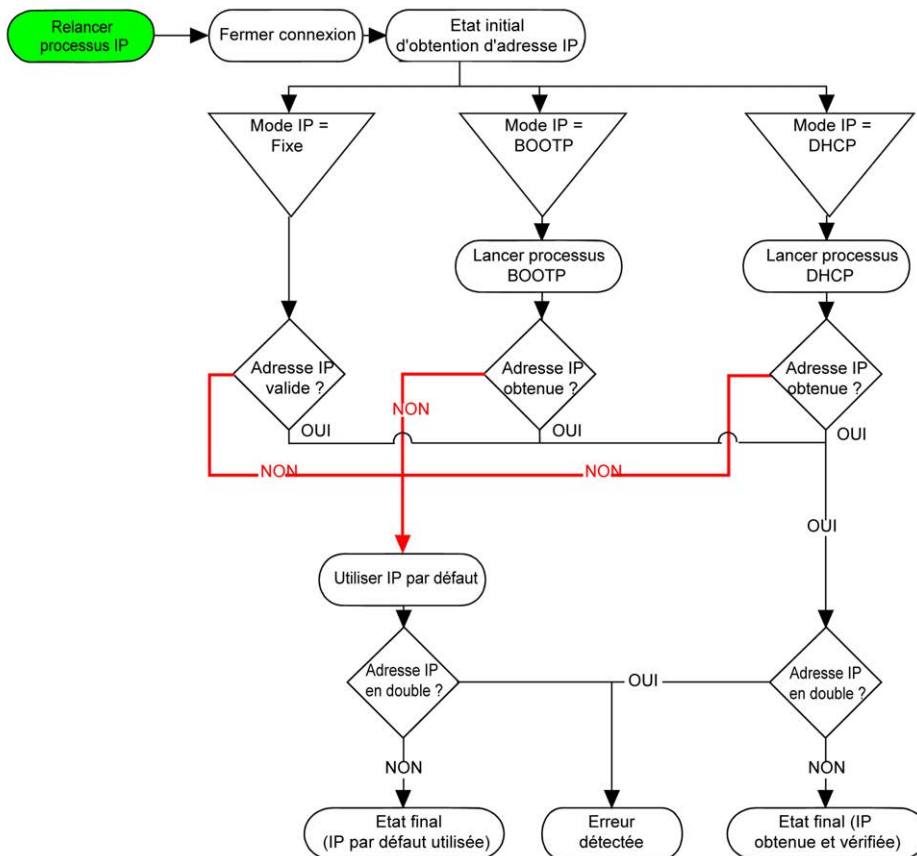 Relancer
processus IP
Fermer connexion
Etat initial
d'obtention d'adresse IP
Mode IP =
Fixe
Mode IP =
BOOTP
Mode IP =
DHCP
Lancer processus
BOOTP
Lancer processus
DHCP
Adresse IP
valide ?
Adresse IP
obtenue ?
Adresse IP
obtenue ?
NON
OUI
OUI
OUI
NON
NON
OUI
Utiliser IP par défaut
Adresse IP
en double ?
OUI
Adresse IP
en double ?
NON
NON
Etat final
(IP par défaut utilisée)
Erreur
détectée
Etat final (IP
obtenue et vérifiée)